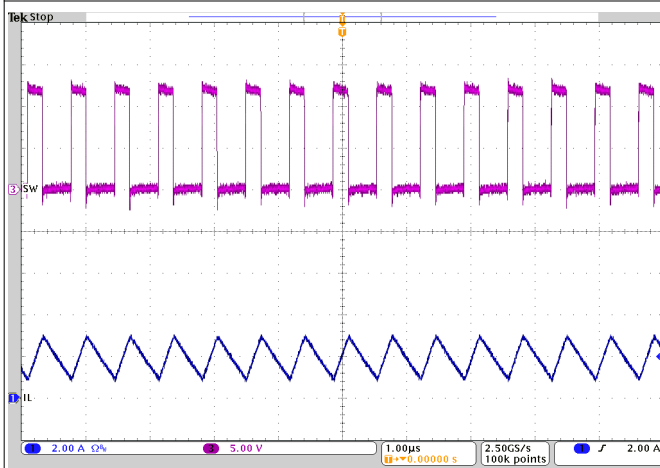 Tek Stop
T
T
3 SW
1 IL
1 2.00 A Ω 3 5.00 V 1.00µs 2.50GS/s 1 2.00 A
T→▼0.00000 s 100k points